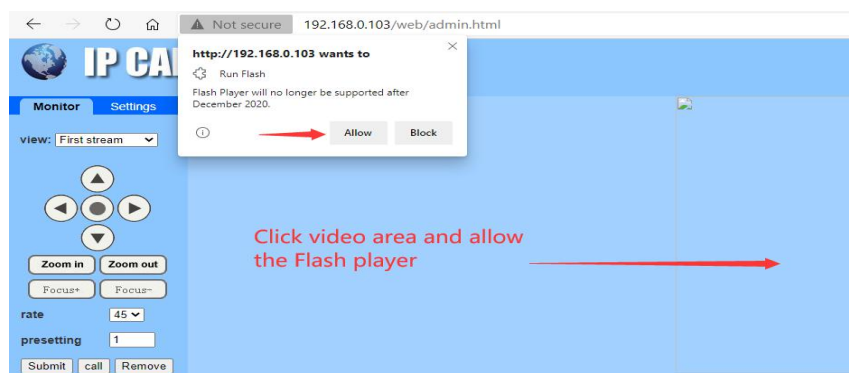 Not secure 192.168.0.103/web/admin.html
IP CA
http://192.168.0.103 wants to
Run Flash
Flash Player will no longer be supported after
December 2020.
Allow Block
Monitor Settings
view: First stream
Zoom in Zoom out
Focus+ Focus-
rate 45
presetting 1
Submit call Remove
Click video area and allow
the Flash player